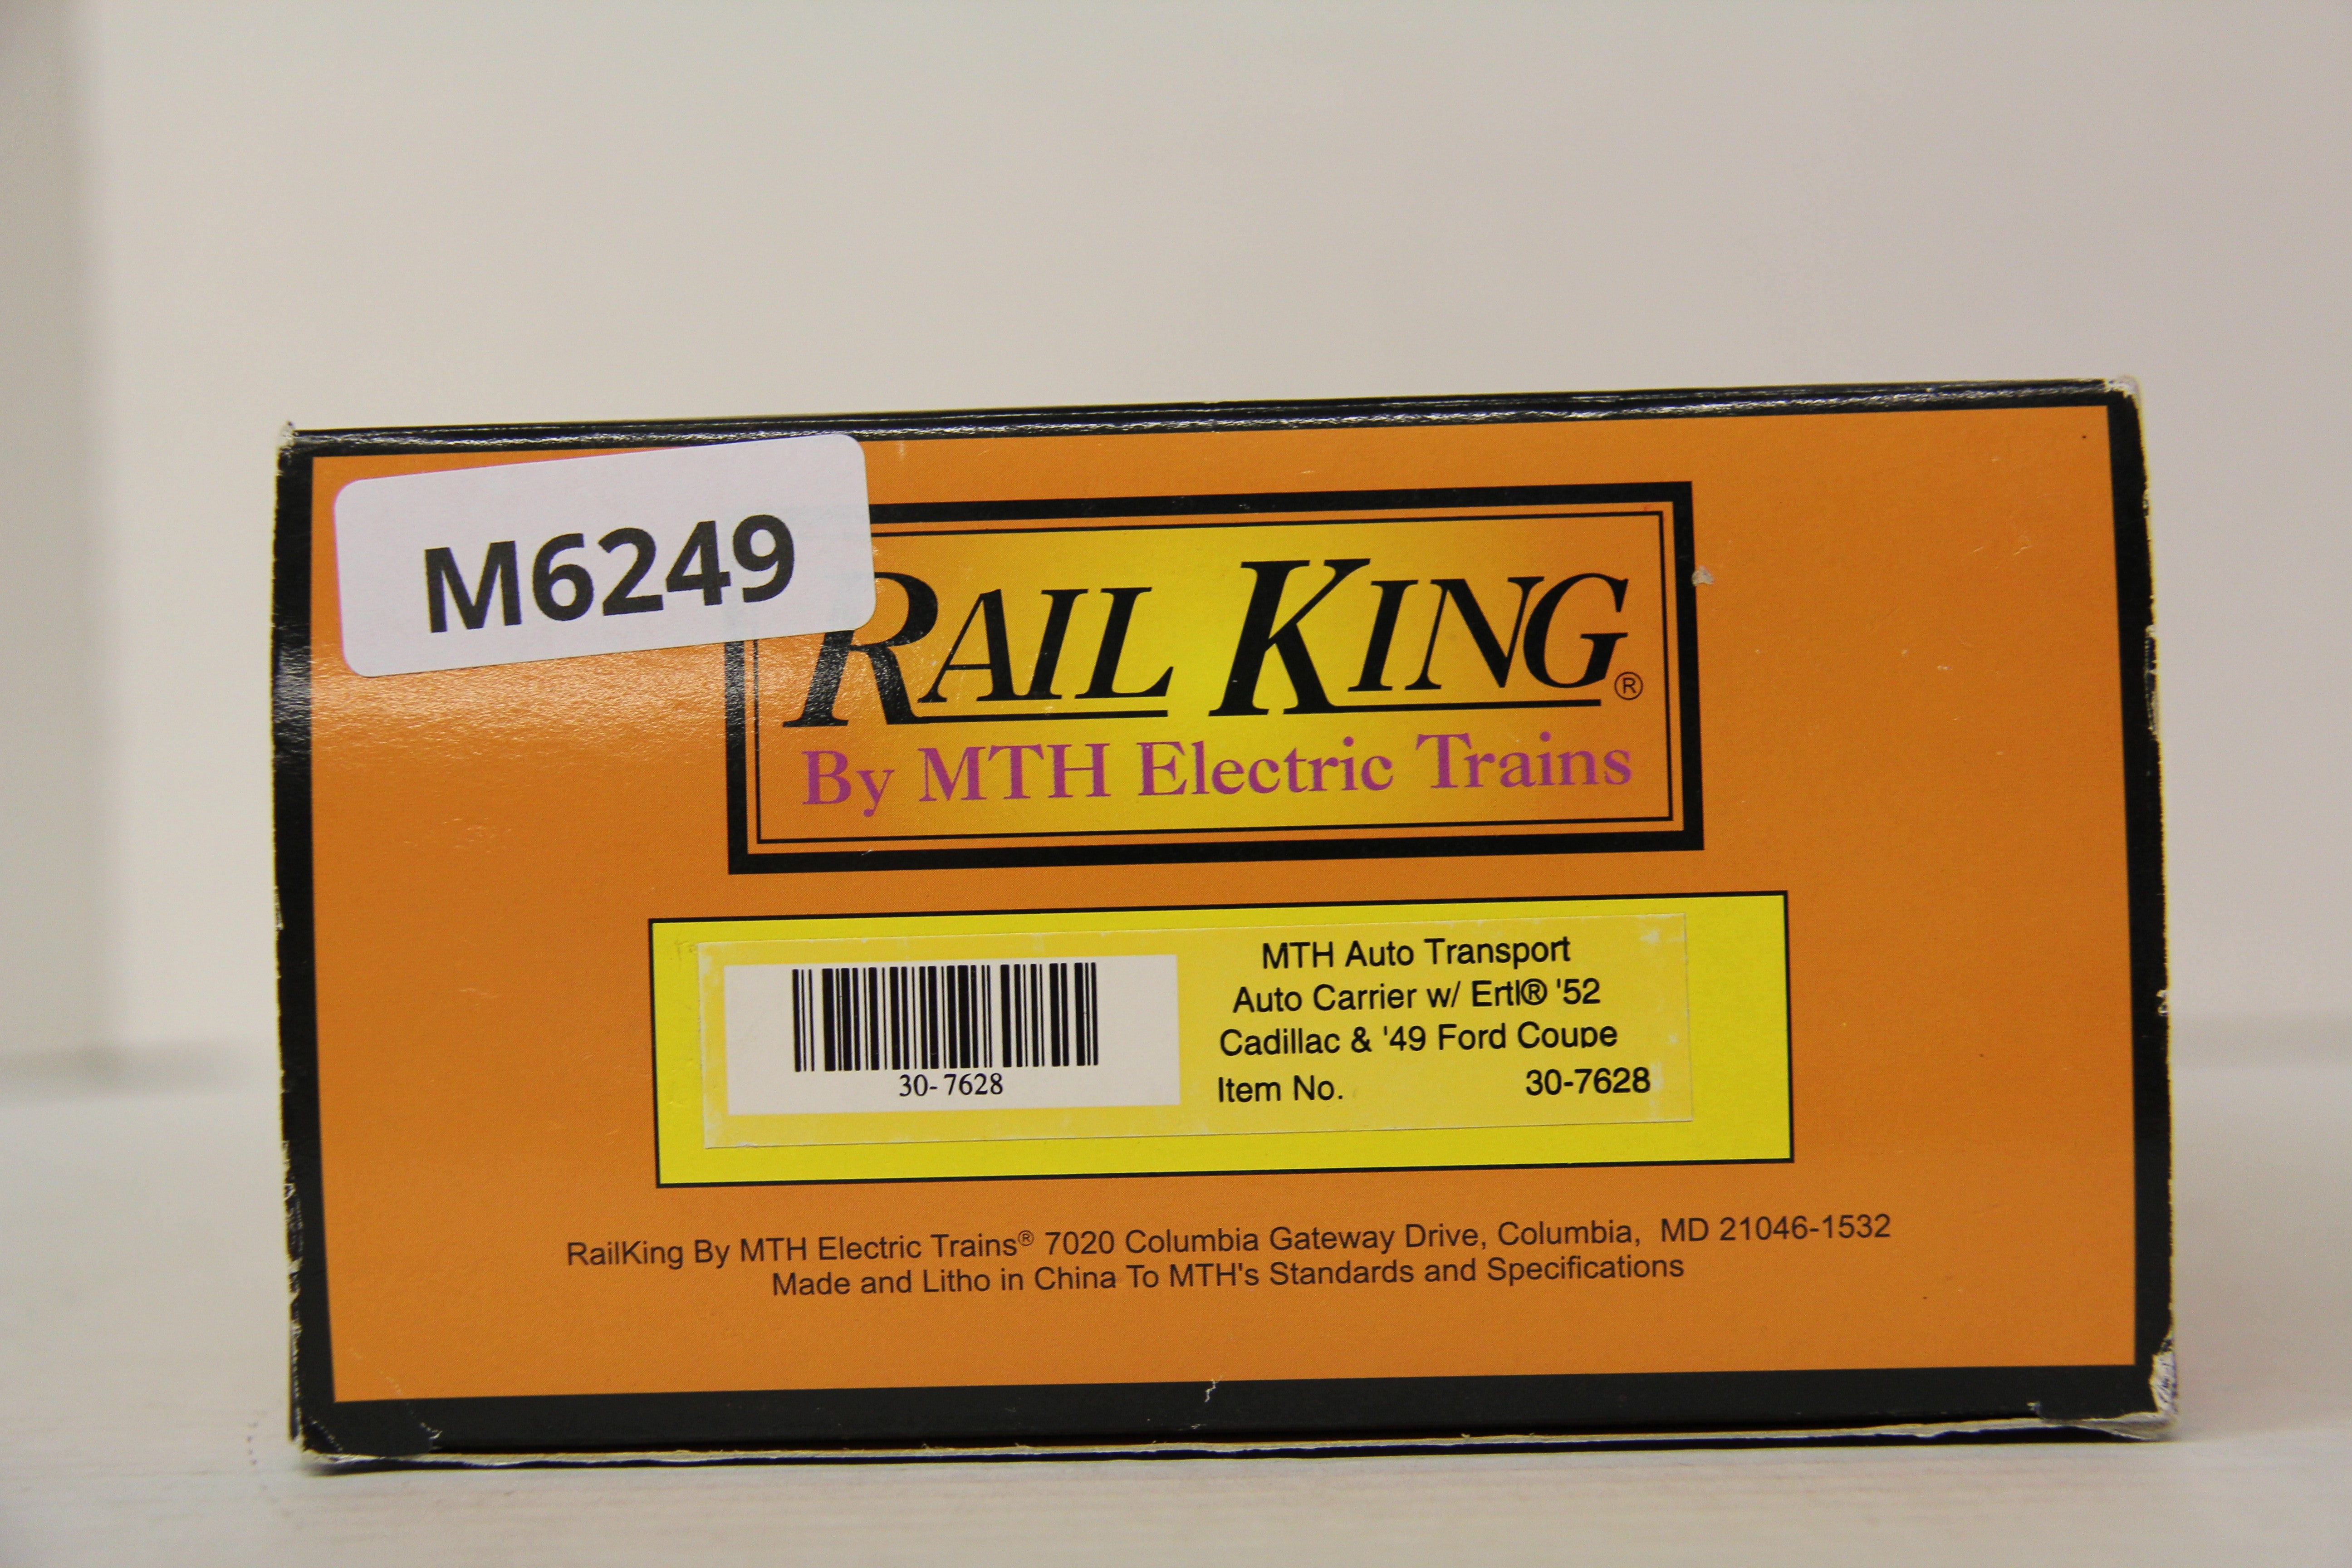 M6249
RAIL KING®
By MTH Electric Trains
MTH Auto Transport
Auto Carrier w/ Ertl® '52
Cadillac & '49 Ford Coupe
30-7628
Item No. 30-7628
RailKing By MTH Electric Trains® 7020 Columbia Gateway Drive, Columbia, MD 21046-1532
Made and Litho in China To MTH's Standards and Specifications